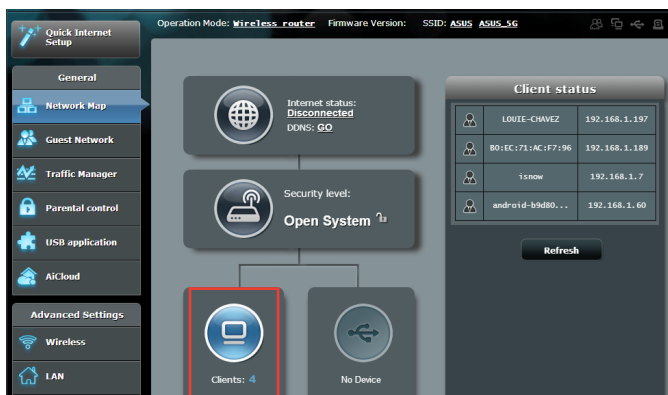 Quick Internet
Setup
Operation Mode: Wireless router Firmware Version: SSID: ASUS ASUS_5G
General
Network Map
Guest Network
Traffic Manager
Parental control
USB application
AiCloud
Advanced Settings
Wireless
LAN
Internet status:
Disconnected
DDNS: GO
Security level:
Open System
Clients: 4
No Device
Client status
LOUIE-CHAVEZ 192.168.1.197
80:EC:71:AC:F7:96 192.168.1.189
isnow 192.168.1.7
android-b9d80... 192.168.1.60
Refresh